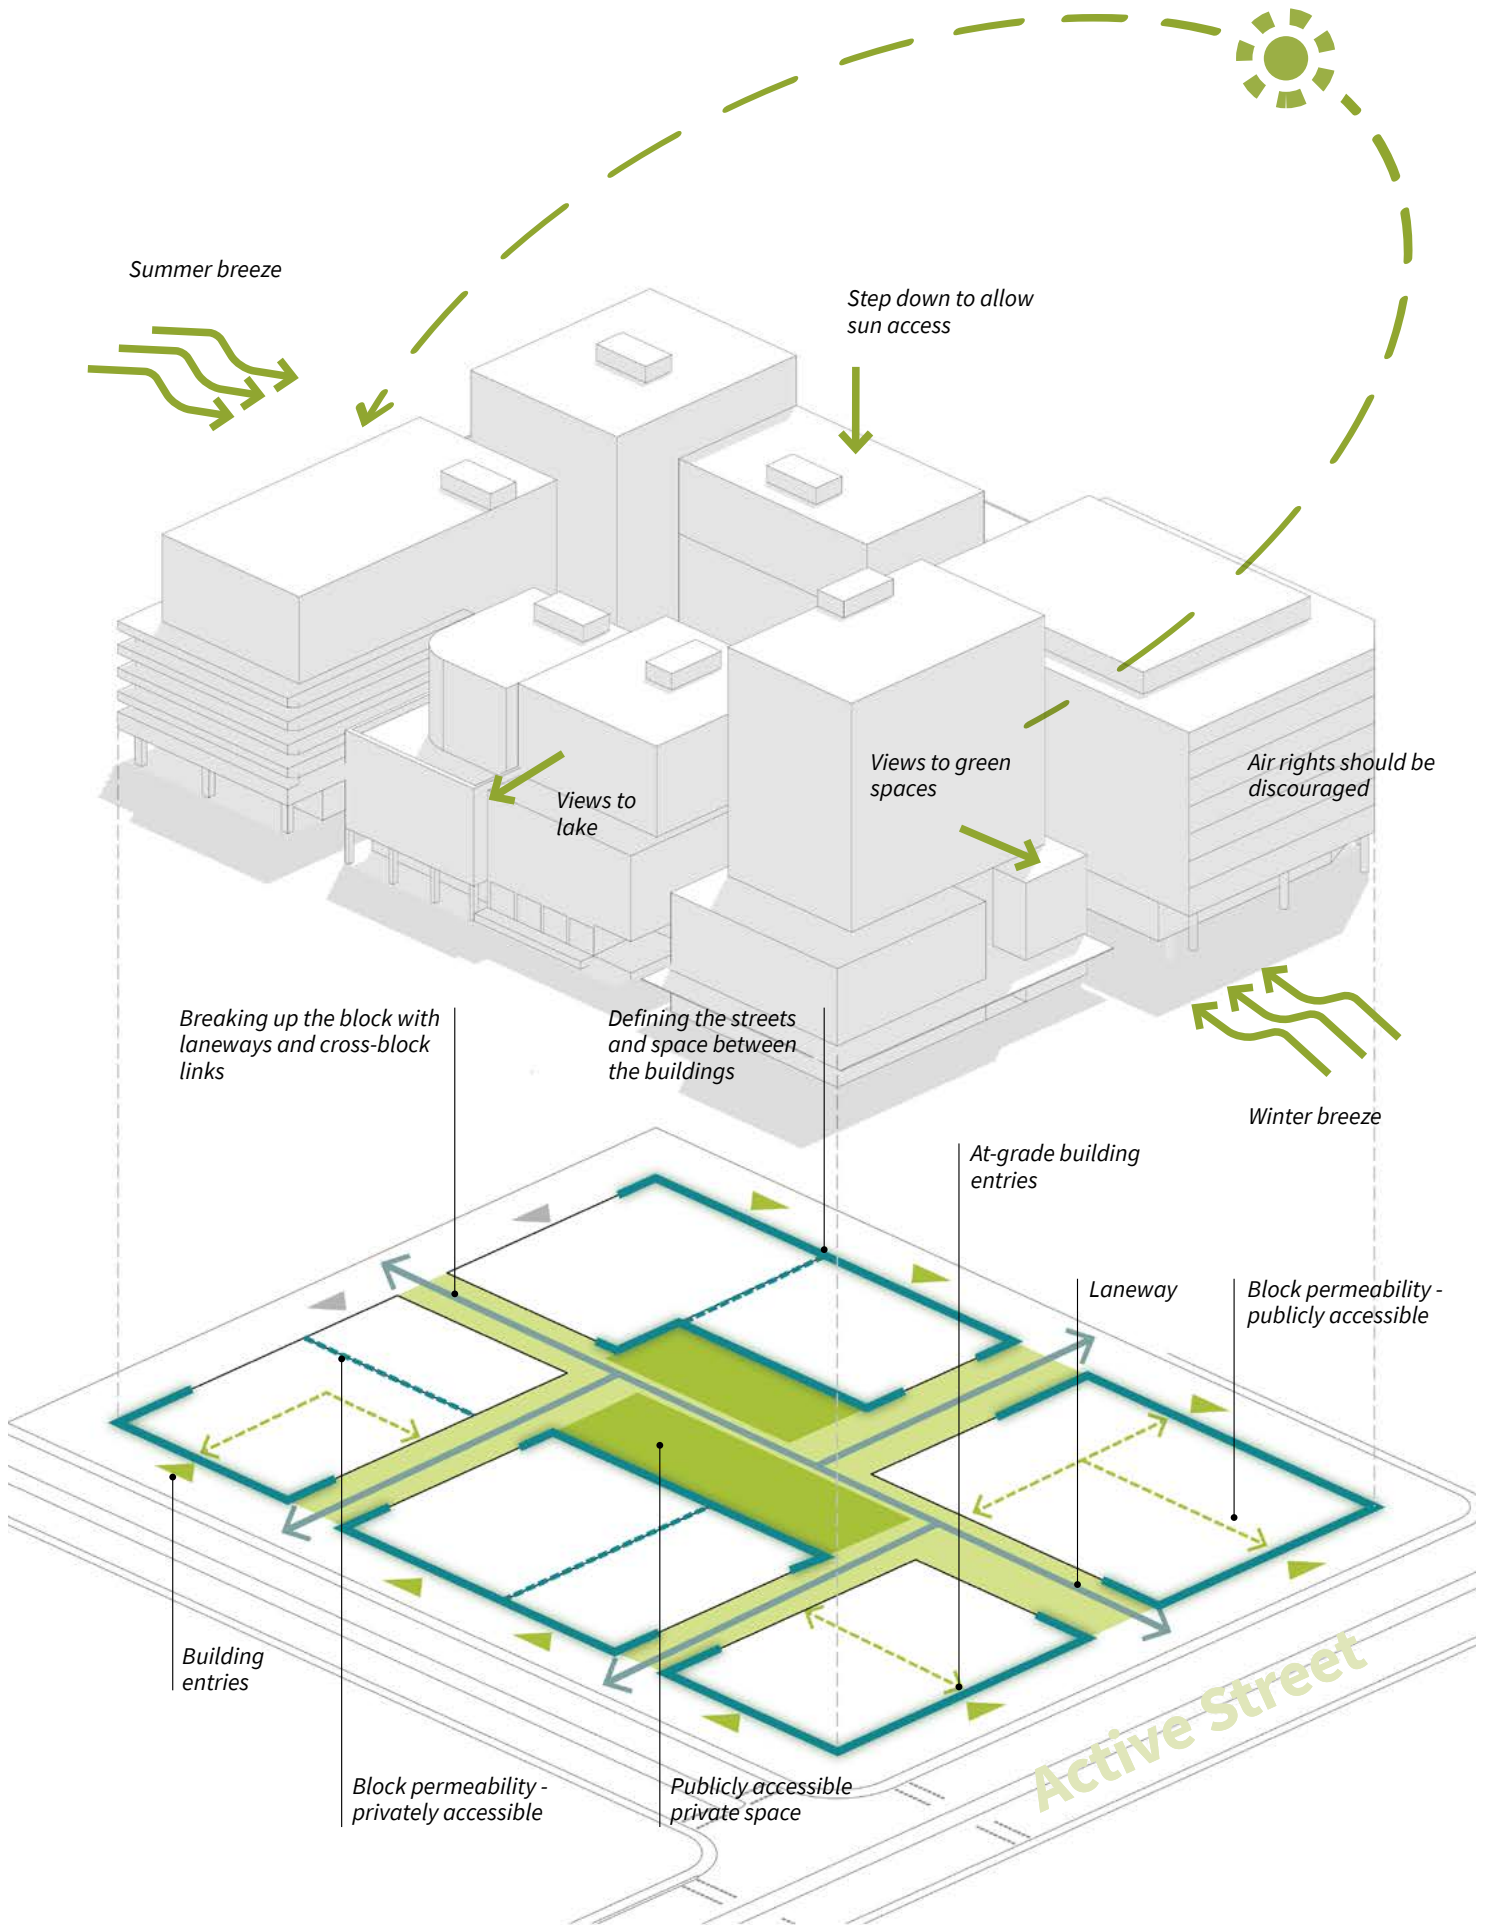 Summer breeze
Step down to allow
sun access
Views to green
spaces
Air rights should be
discouraged
Views to
lake
Breaking up the block with
laneways and cross-block
links
Defining the streets
and space between
the buildings
Winter breeze
At-grade building
entries
Laneway
Block permeability -
publicly accessible
Building
entries
Active Street
Block permeability -
privately accessible
Publicly accessible
private space